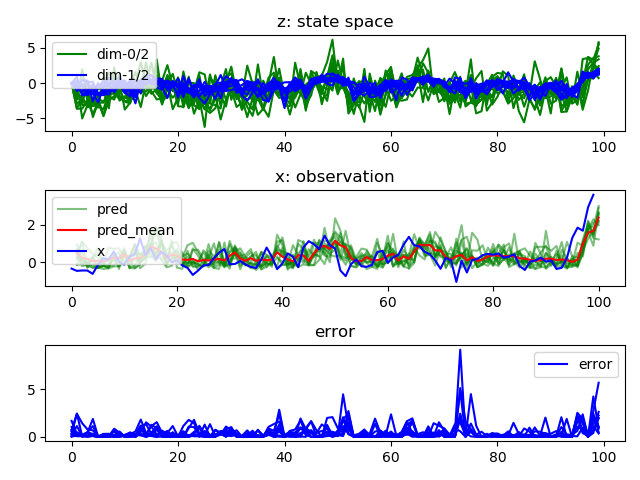 z: state space
5
0
−5
dim-0/2
dim-1/2
0 20 40 60 80 100
x: observation
2
0
pred
pred_mean
x
0 20 40 60 80 100
error
5
0
error
0 20 40 60 80 100